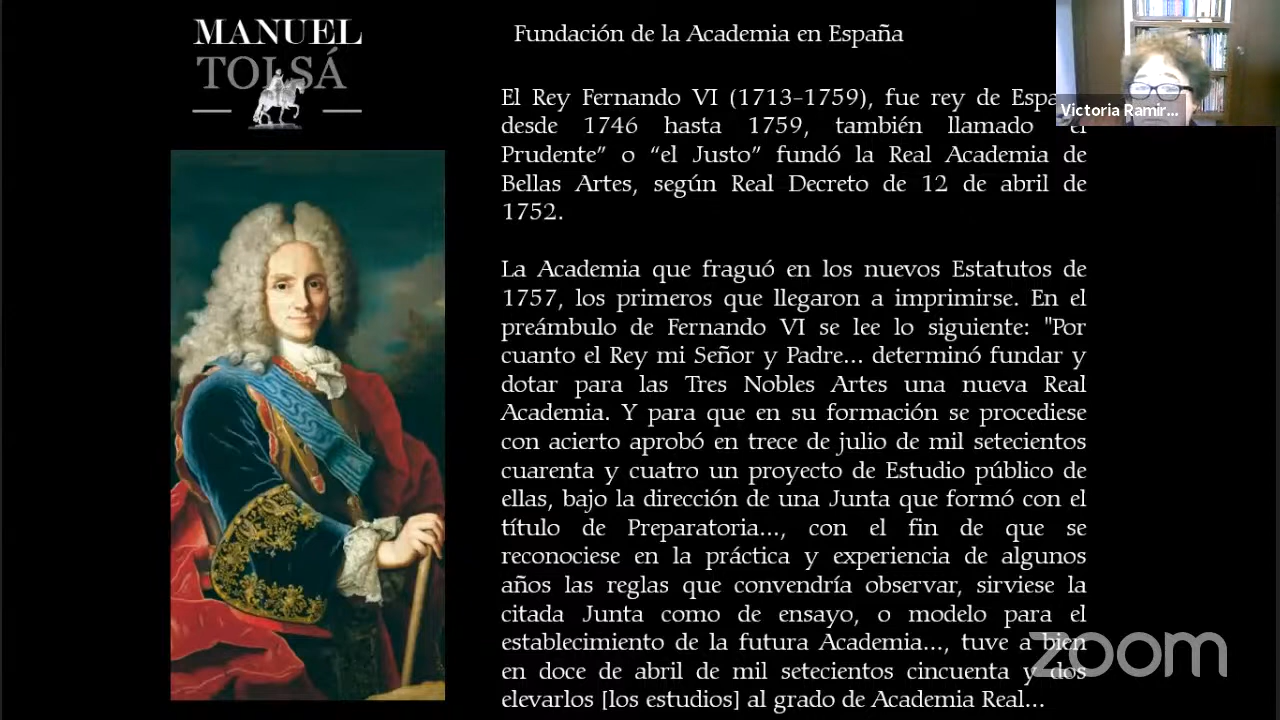 MANUEL
TOLSÁ
Fundación de la Academia en España
El Rey Fernando VI (1713-1759), fue rey de
desde 1746 hasta 1759, también llamado
Prudente” o “el Justo” fundó la Real Academia de
Bellas Artes, según Real Decreto de 12 de abril de
1752.
La Academia que fraguó en los nuevos Estatutos de
1757, los primeros que llegaron a imprimirse. En el
preámbulo de Fernando VI se lee lo siguiente: "Por
cuanto el Rey mi Señor y Padre... determinó fundar y
dotar para las Tres Nobles Artes una nueva Real
Academia. Y para que en su formación se procediese
con acierto aprobó en trece de julio de mil setecientos
cuarenta y cuatro un proyecto de Estudio público de
ellas, bajo la dirección de una Junta que formó con el
título de Preparatoria..., con el fin de que se
reconociese en la práctica y experiencia de algunos
años las reglas que convendría observar, sirviese la
citada Junta como de ensayo, o modelo para el
establecimiento de la futura Academia..., tuve a bien
en doce de abril de mil setecientos cincuenta y dos
elevarlos [los estudios] al grado de Academia Real...
Victoria Ramír...
zoom